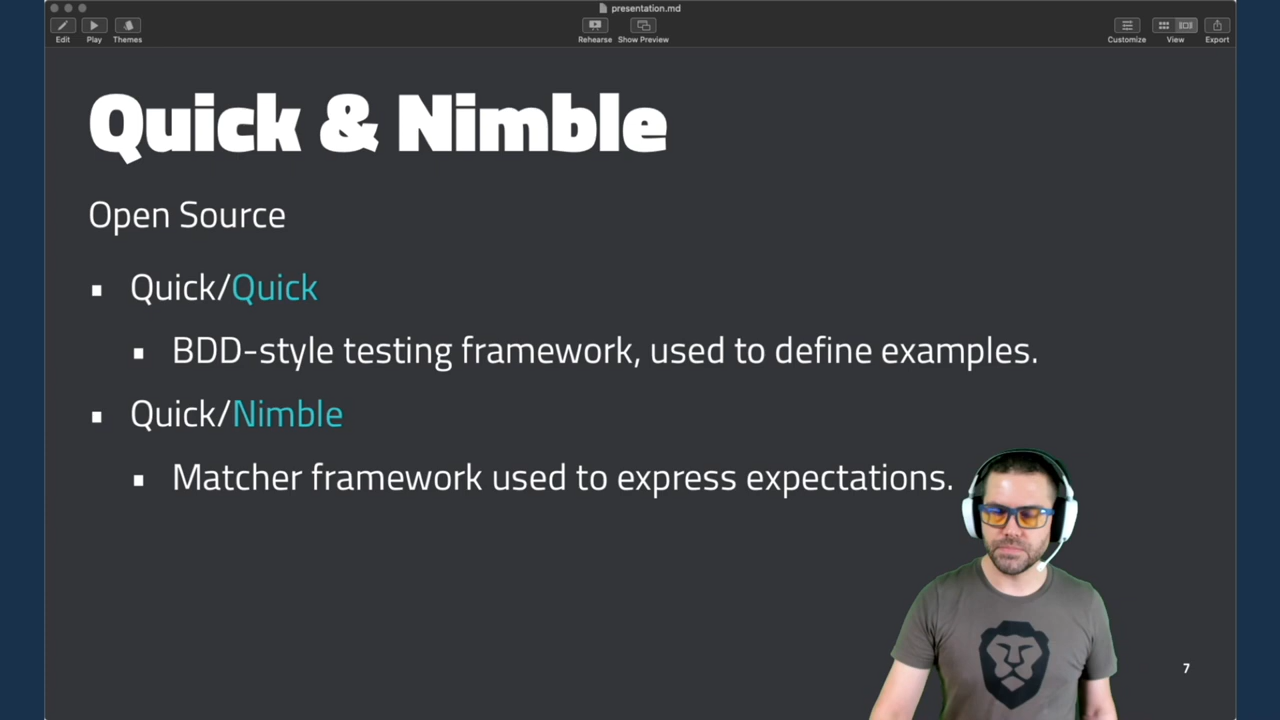 presentation.md
Edit
Play
Themes
Rehearse
Show Preview
Customize
View
Export
Quick & Nimble
Open Source
Quick/Quick
BDD-style testing framework, used to define examples.
Quick/Nimble
Matcher framework used to express expectations.
7